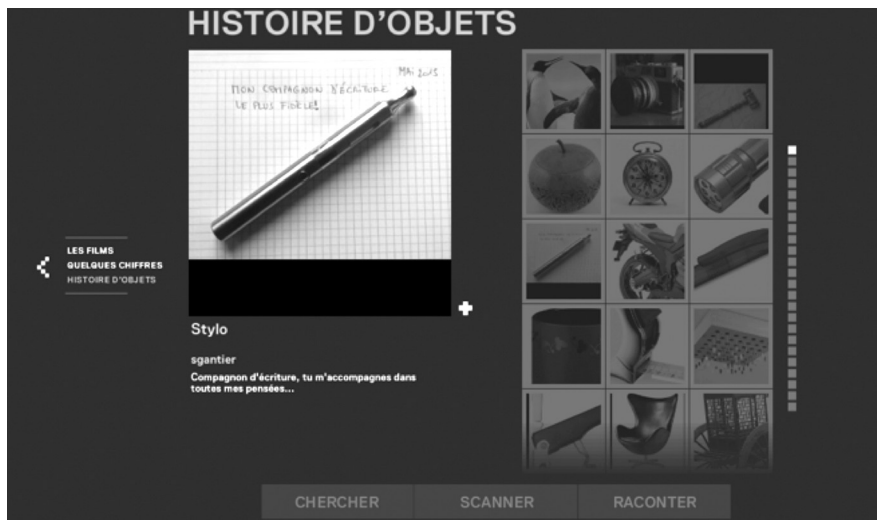 HISTOIRE D'OBJETS
MAi 2013
MON COMPAGNON D'ÉCRITURE
LE PLUS FIDÈLE!
LES FILMS
QUELQUES CHIFFRES
HISTOIRE D'OBJETS
Stylo
sgantier
Compagnon d'écriture, tu m'accompagnes dans
toutes mes pensées...
CHERCHER
SCANNER
RACONTER